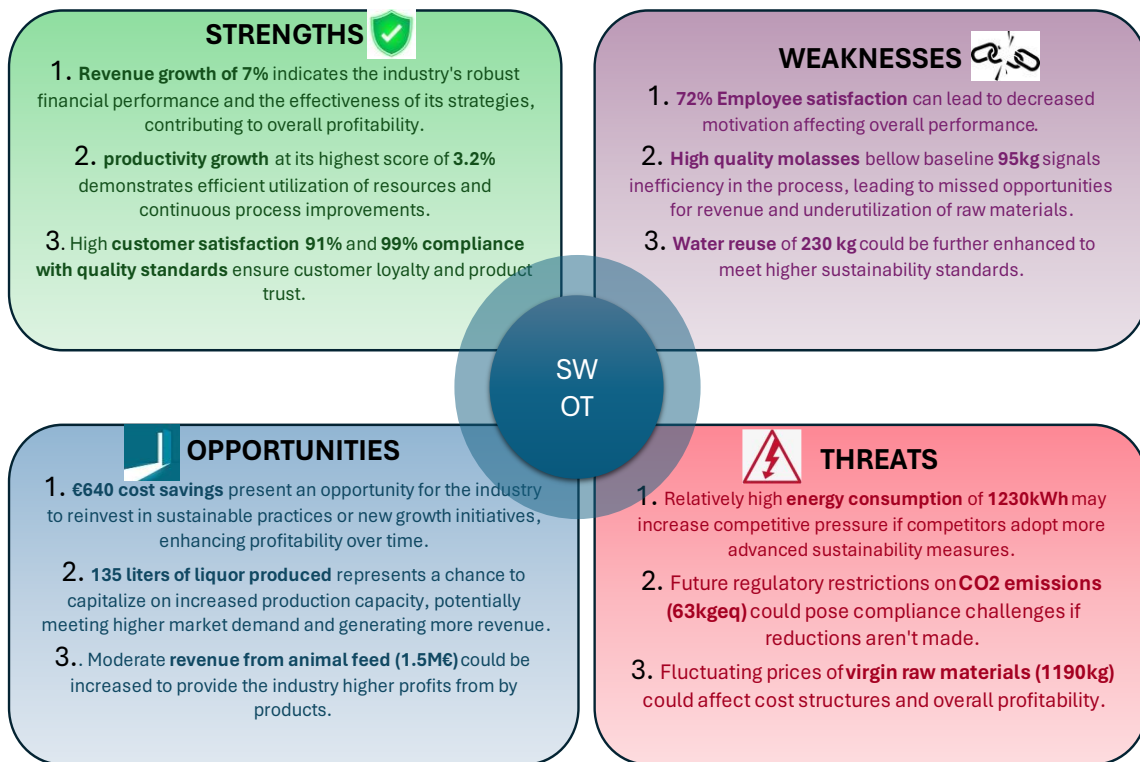 STRENGTHS
1. Revenue growth of 7% indicates the industry's robust
financial performance and the effectiveness of its strategies,
contributing to overall profitability.
2. productivity growth at its highest score of 3.2%
demonstrates efficient utilization of resources and
continuous process improvements.
3. High customer satisfaction 91% and 99% compliance
with quality standards ensure customer loyalty and product
trust.
WEAKNESSES
1. 72% Employee satisfaction can lead to decreased
motivation affecting overall performance.
2. High quality molasses bellow baseline 95kg signals
inefficiency in the process, leading to missed opportunities
for revenue and underutilization of raw materials.
3. Water reuse of 230 kg could be further enhanced to
meet higher sustainability standards.
SW
OT
OPPORTUNITIES
1. €640 cost savings present an opportunity for the industry
to reinvest in sustainable practices or new growth initiatives,
enhancing profitability over time.
2. 135 liters of liquor produced represents a chance to
capitalize on increased production capacity, potentially
meeting higher market demand and generating more revenue.
3.. Moderate revenue from animal feed (1.5M€) could be
increased to provide the industry higher profits from by
products.
THREATS
1. Relatively high energy consumption of 1230kWh may
increase competitive pressure if competitors adopt more
advanced sustainability measures.
2. Future regulatory restrictions on CO2 emissions
(63kgeq) could pose compliance challenges if
reductions aren't made.
3. Fluctuating prices of virgin raw materials (1190kg)
could affect cost structures and overall profitability.